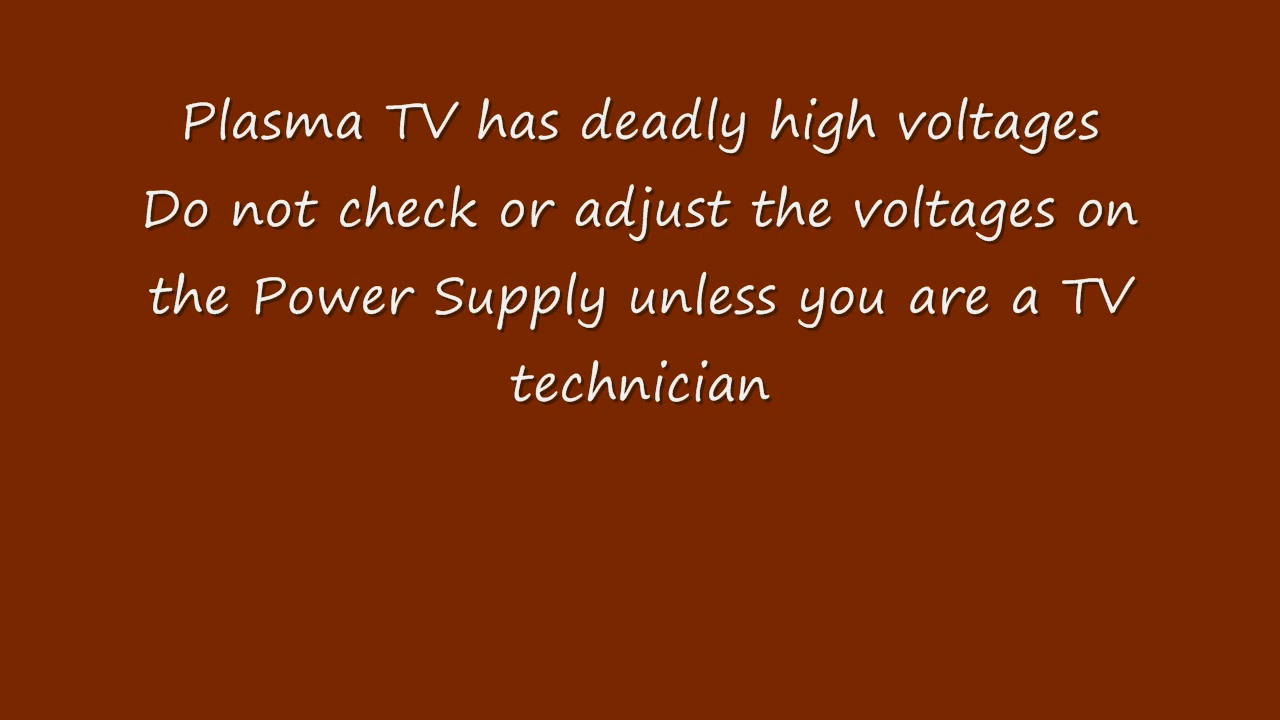 Plasma TV has deadly high voltages
Do not check or adjust the voltages on
the Power Supply unless you are a TV
technician